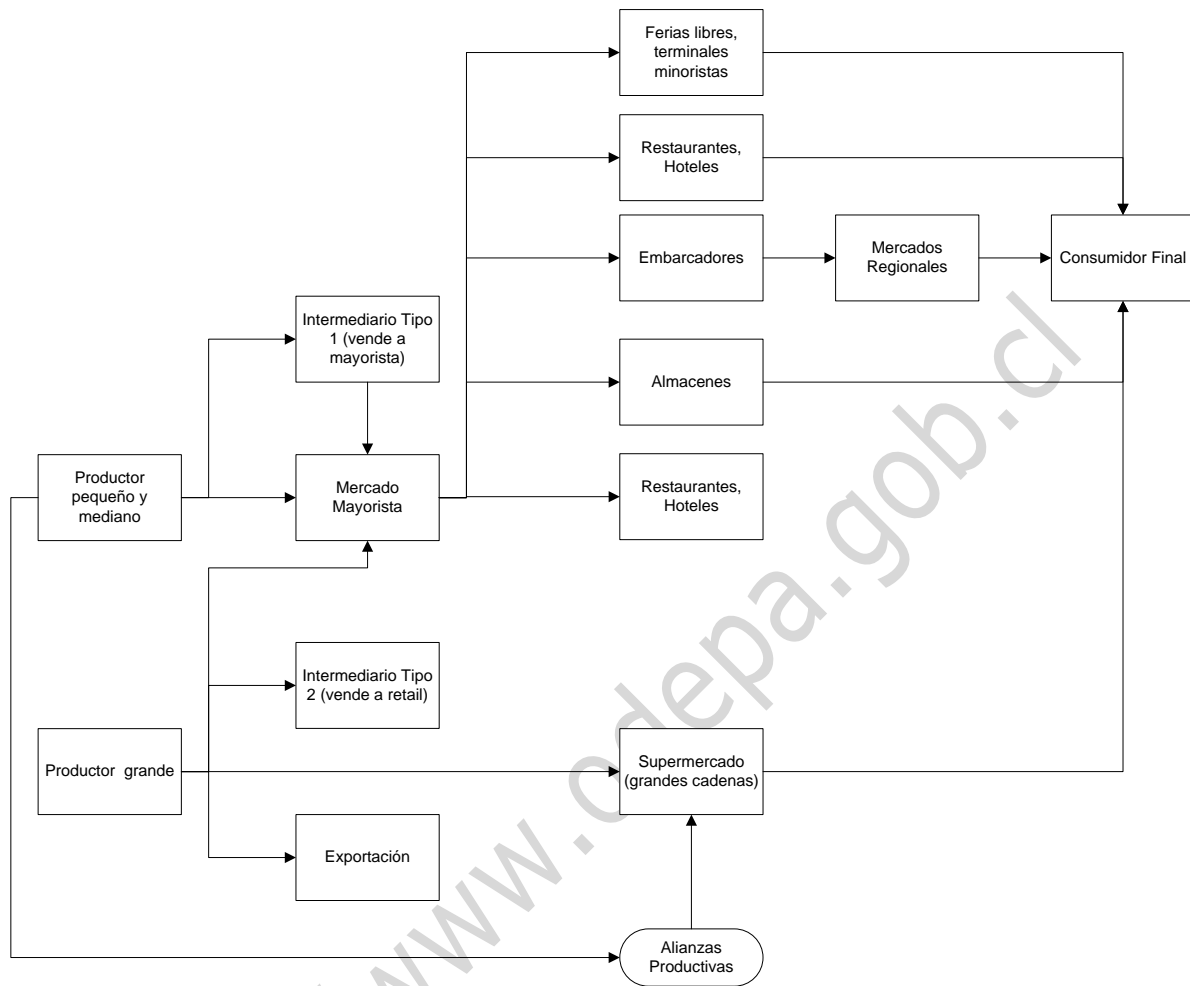 Ferias libres,
terminales
minoristas
Restaurantes,
Hoteles
Embarcadores
Mercados
Regionales
Consumidor Final
Intermediario Tipo
1 (vende a
mayorista)
Almacenes
Productor
pequeño y
mediano
Mercado
Mayorista
Restaurantes,
Hoteles
Intermediario Tipo
2 (vende a retail)
Productor grande
Supermercado
(grandes cadenas)
Exportación
Alianzas
Productivas
www.odepa.gob.cl